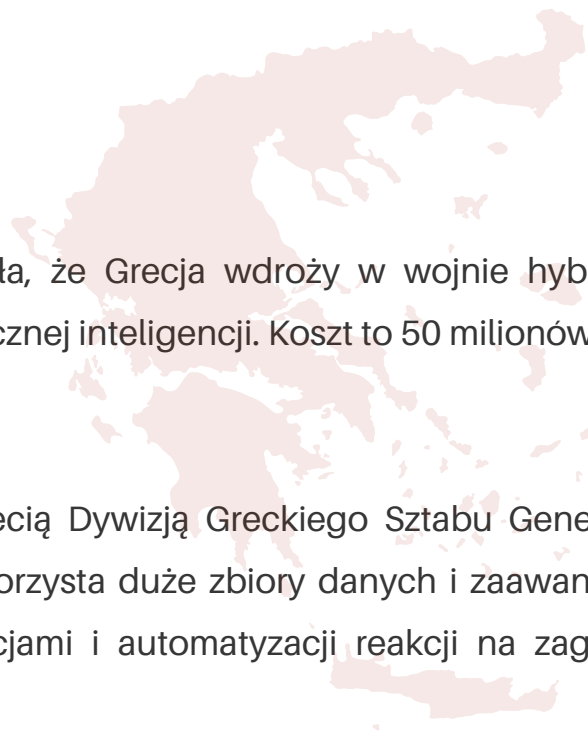 ła, że Grecja wdroży w wojnie hyb
cznej inteligencji. Koszt to 50 milionów
ecią Dywizją Greckiego Sztabu Gene
orzysta duże zbiory danych i zaawan
cjami i automatyzacji reakcji na zag